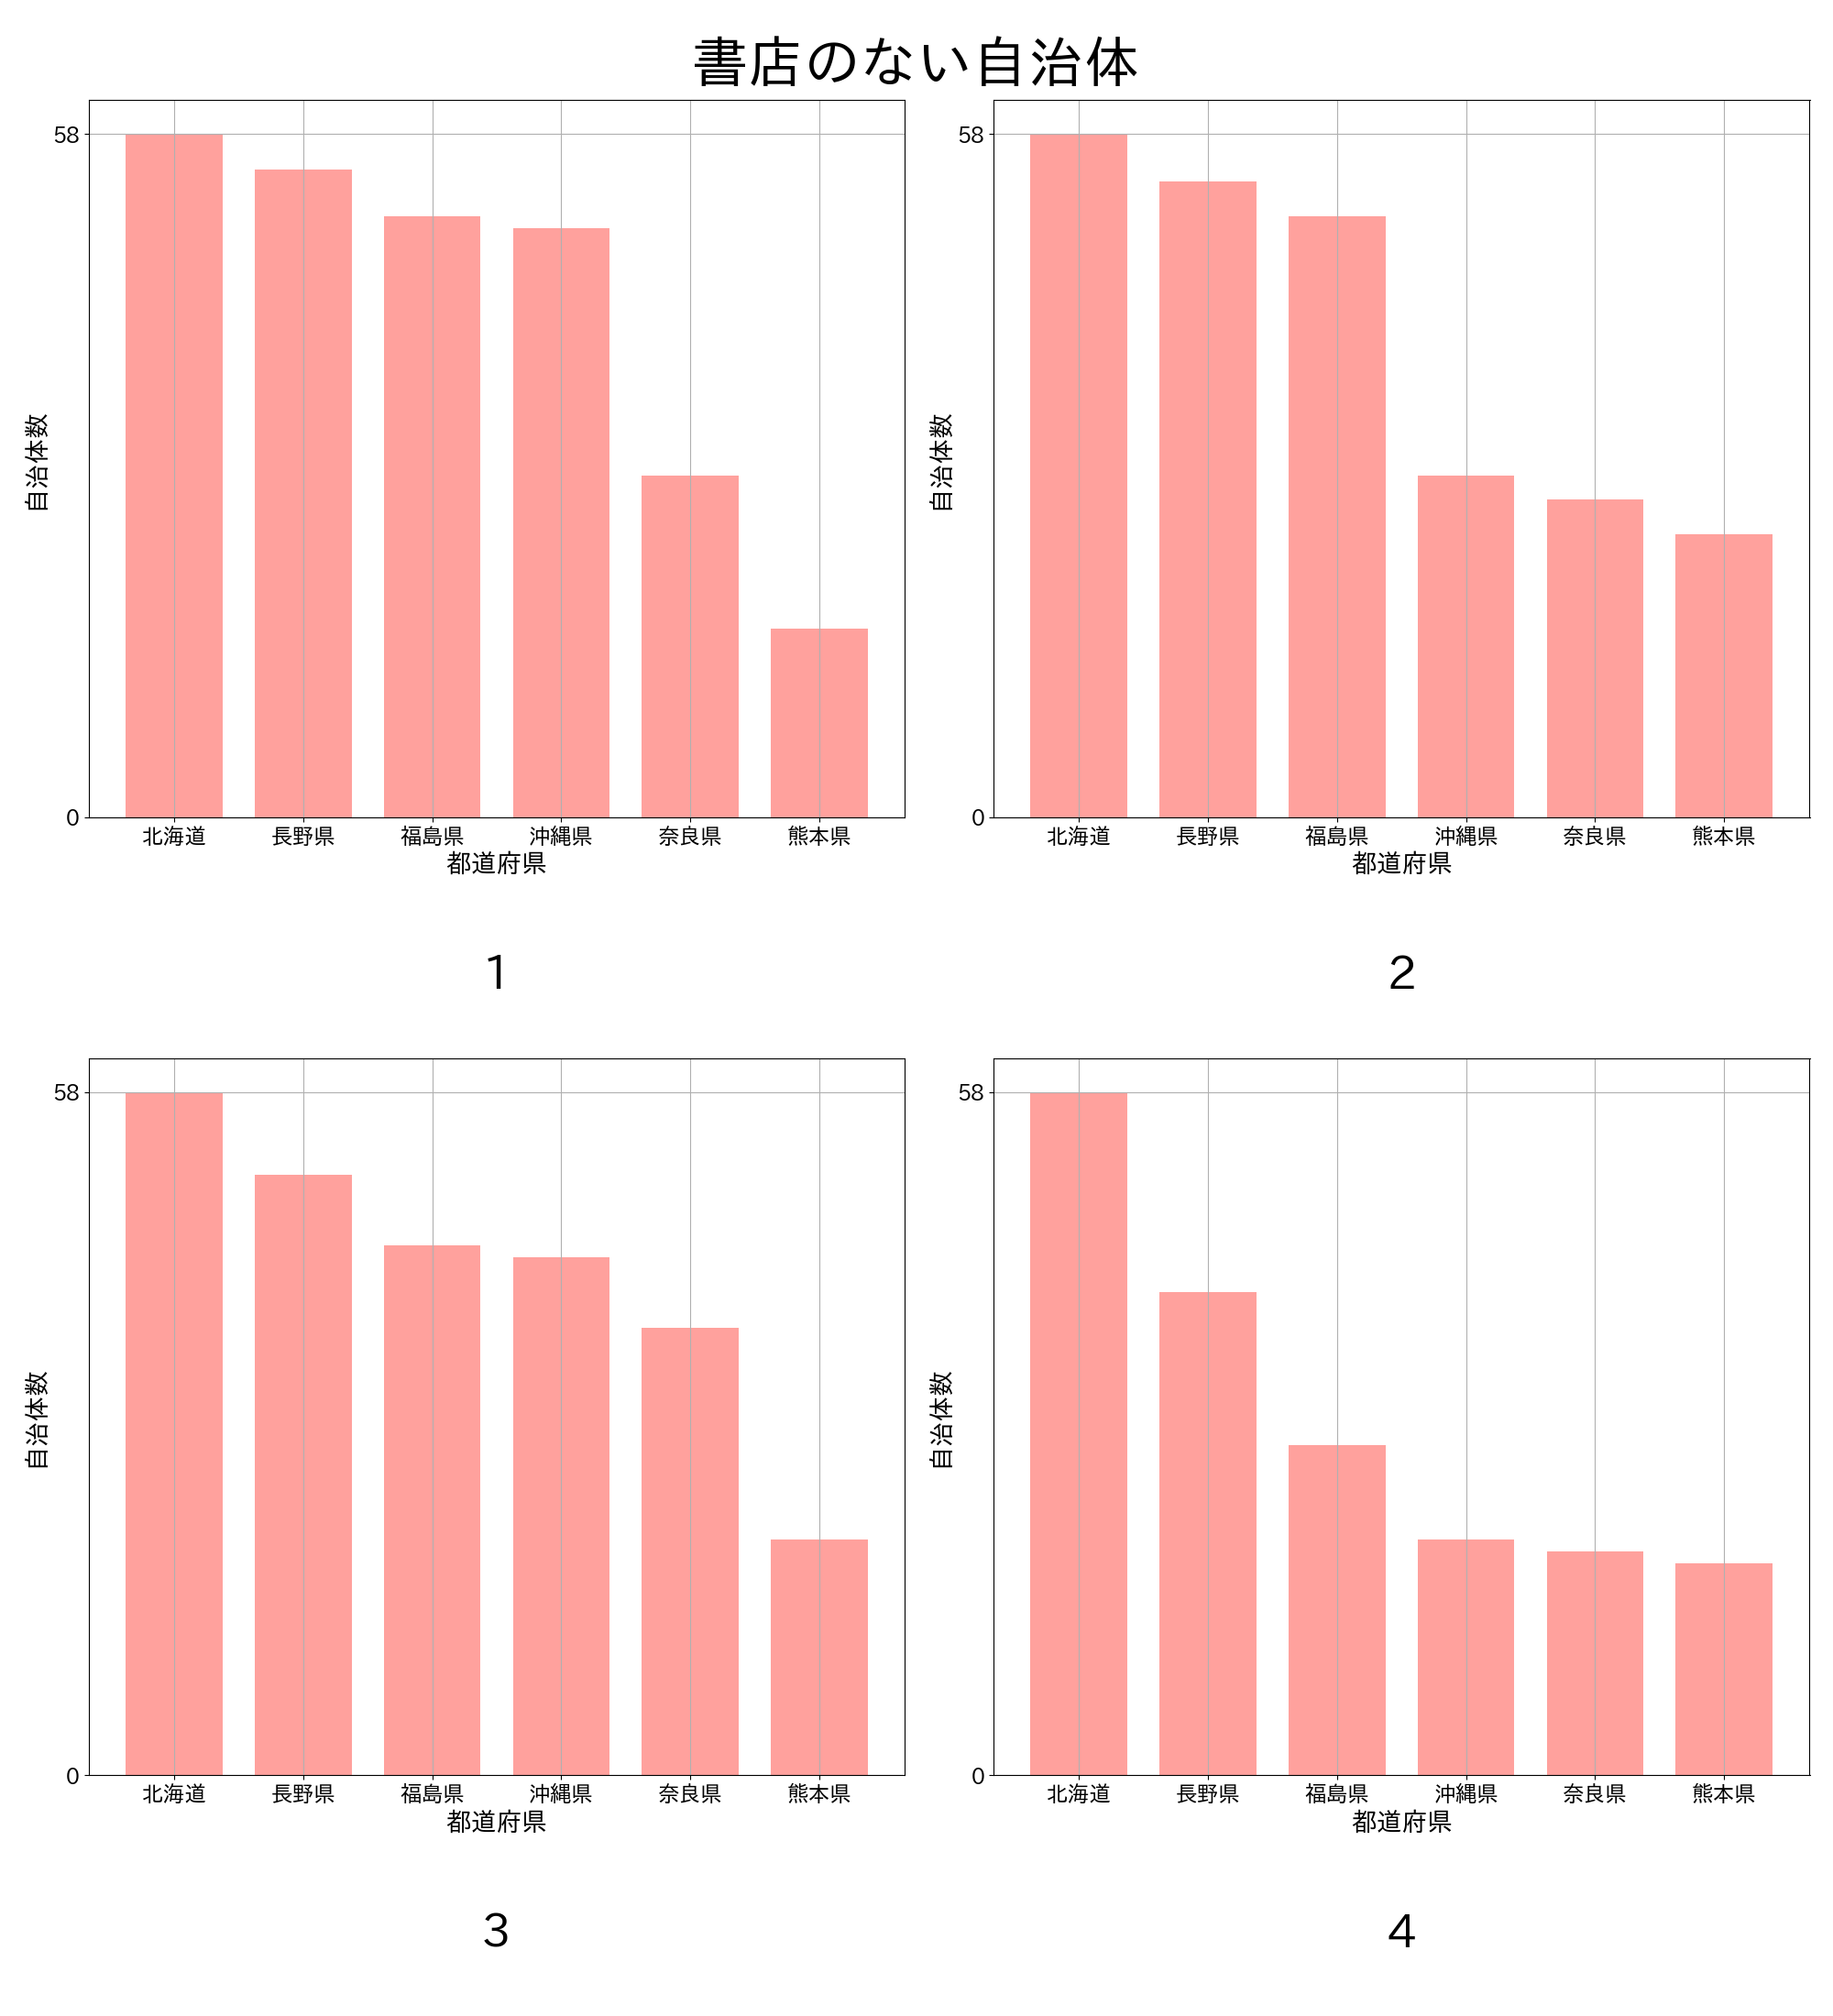 書店のない自治体
58
0
自治体数
北海道 長野県 福島県 沖縄県 奈良県 熊本県
都道府県
1
58
0
自治体数
北海道 長野県 福島県 沖縄県 奈良県 熊本県
都道府県
2
58
0
自治体数
北海道 長野県 福島県 沖縄県 奈良県 熊本県
都道府県
3
58
0
自治体数
北海道 長野県 福島県 沖縄県 奈良県 熊本県
都道府県
4